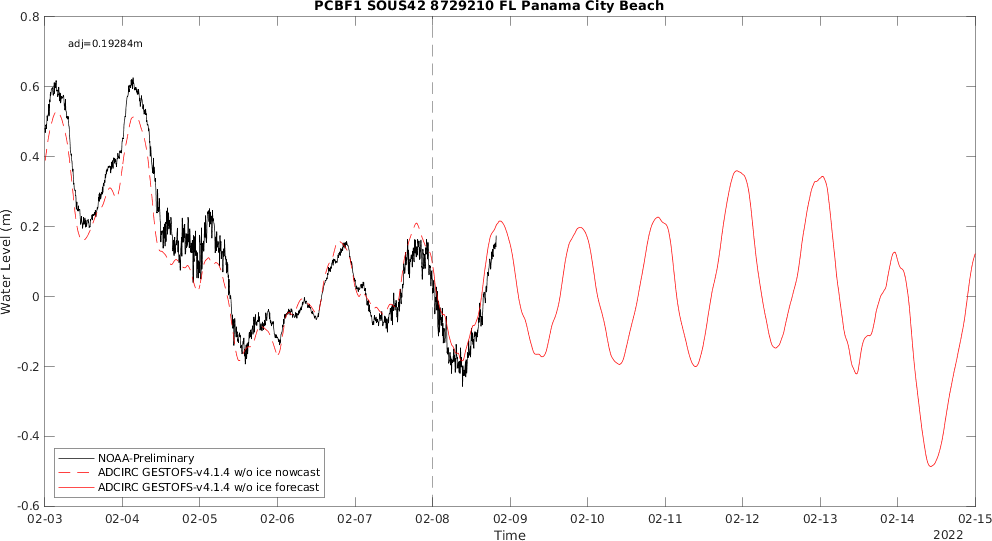 PCBF1 SOUS42 8729210 FL Panama City Beach
adj=0.19284m
0.8
0.6
0.4
0.2
0
-0.2
-0.4
-0.6
Water Level (m)
NOAA-Preliminary
ADCIRC GESTOFS-v4.1.4 w/o ice nowcast
ADCIRC GESTOFS-v4.1.4 w/o ice forecast
02-03 02-04 02-05 02-06 02-07 02-08 02-09 02-10 02-11 02-12 02-13 02-14 02-15
Time
2022